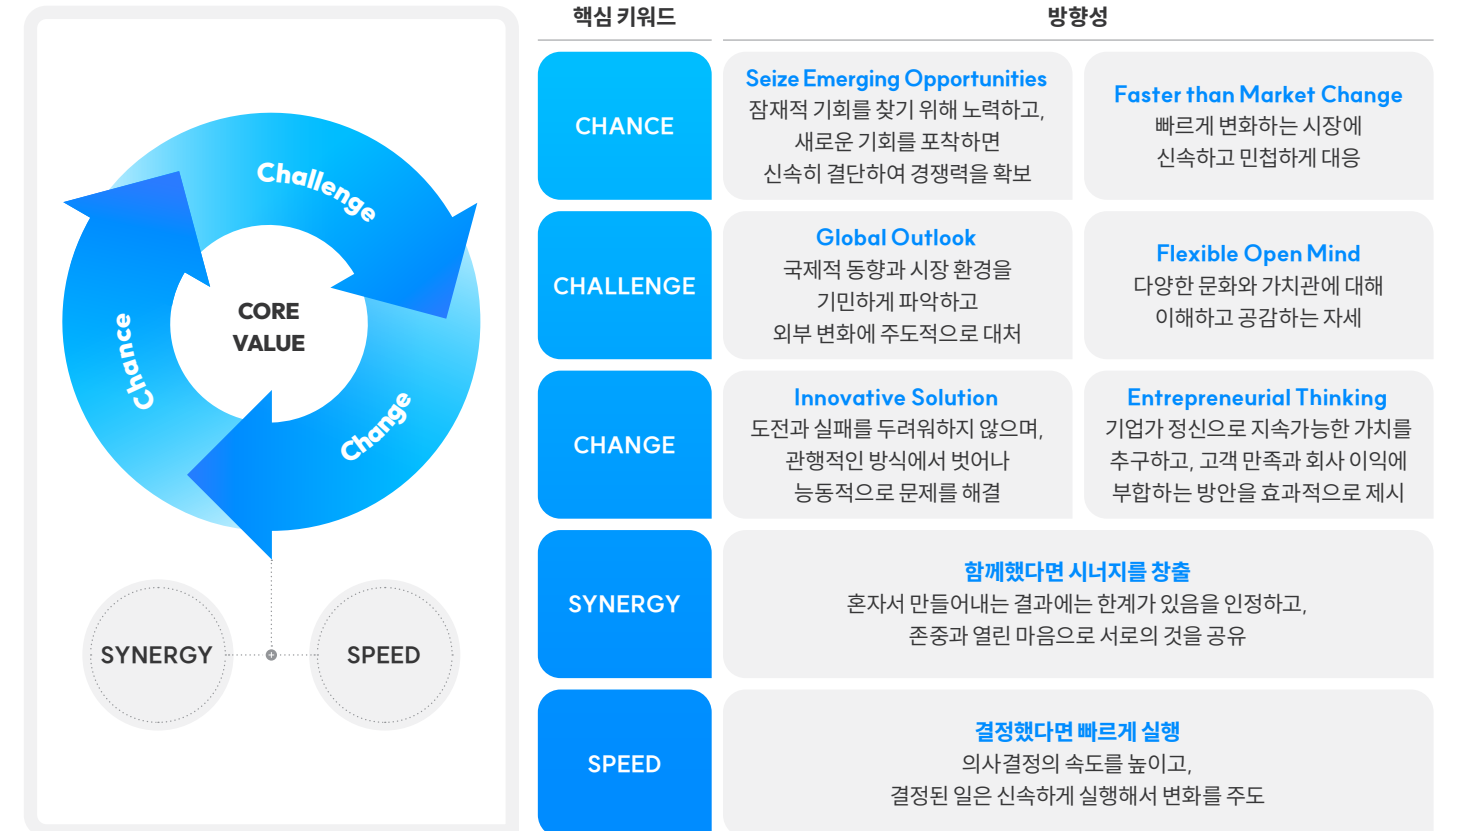 Challenge
Chance
Change
CORE
VALUE
SYNERGY
SPEED
핵심 키워드
방향성
CHANCE
Seize Emerging Opportunities
잠재적 기회를 찾기 위해 노력하고,
새로운 기회를 포착하면
신속히 결단하여 경쟁력을 확보
Faster than Market Change
빠르게 변화하는 시장에
신속하고 민첩하게 대응
CHALLENGE
Global Outlook
국제적 동향과 시장 환경을
기민하게 파악하고
외부 변화에 주도적으로 대처
Flexible Open Mind
다양한 문화와 가치관에 대해
이해하고 공감하는 자세
CHANGE
Innovative Solution
도전과 실패를 두려워하지 않으며,
관행적인 방식에서 벗어나
능동적으로 문제를 해결
Entrepreneurial Thinking
기업가 정신으로 지속가능한 가치를
추구하고, 고객 만족과 회사 이익에
부합하는 방안을 효과적으로 제시
SYNERGY
함께했다면 시너지를 창출
혼자서 만들어내는 결과에는 한계가 있음을 인정하고,
존중과 열린 마음으로 서로의 것을 공유
SPEED
결정했다면 빠르게 실행
의사결정의 속도를 높이고,
결정된 일은 신속하게 실행해서 변화를 주도